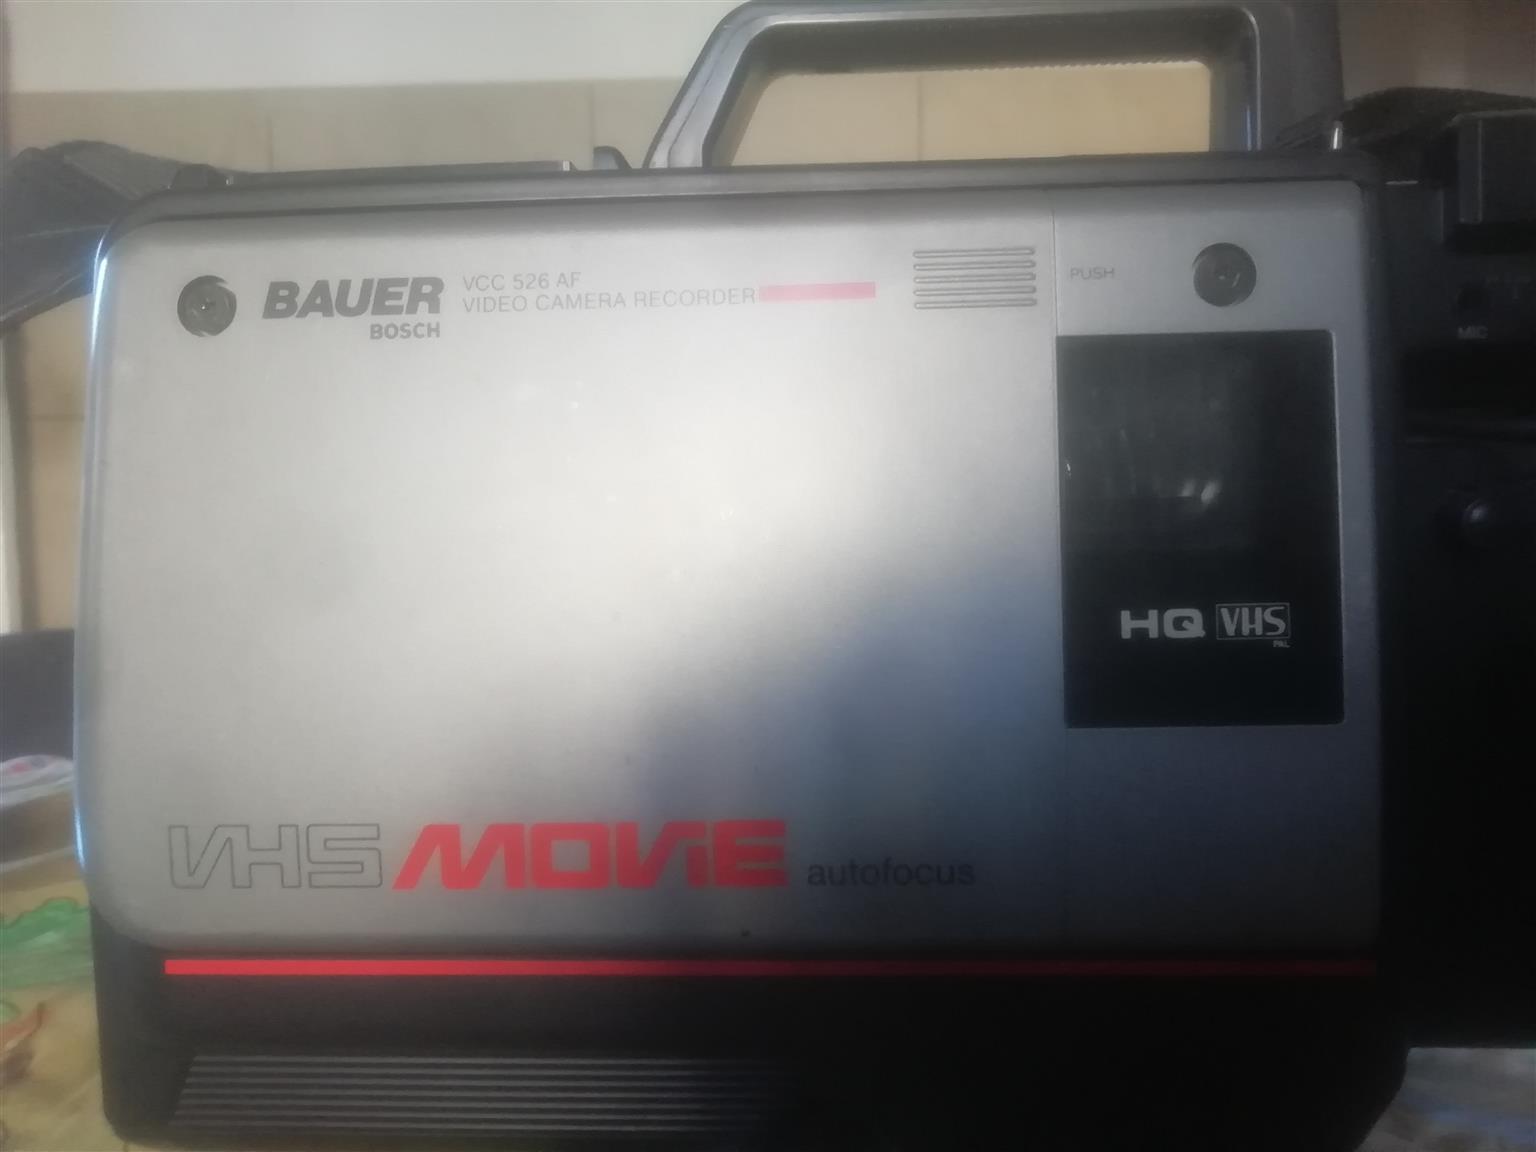 BAUER
BOSCH
VCC 526 AF
VIDEO CAMERA RECORDER
PUSH
MIC
HQ VHS
PAL
VHS MOVIE autofocus